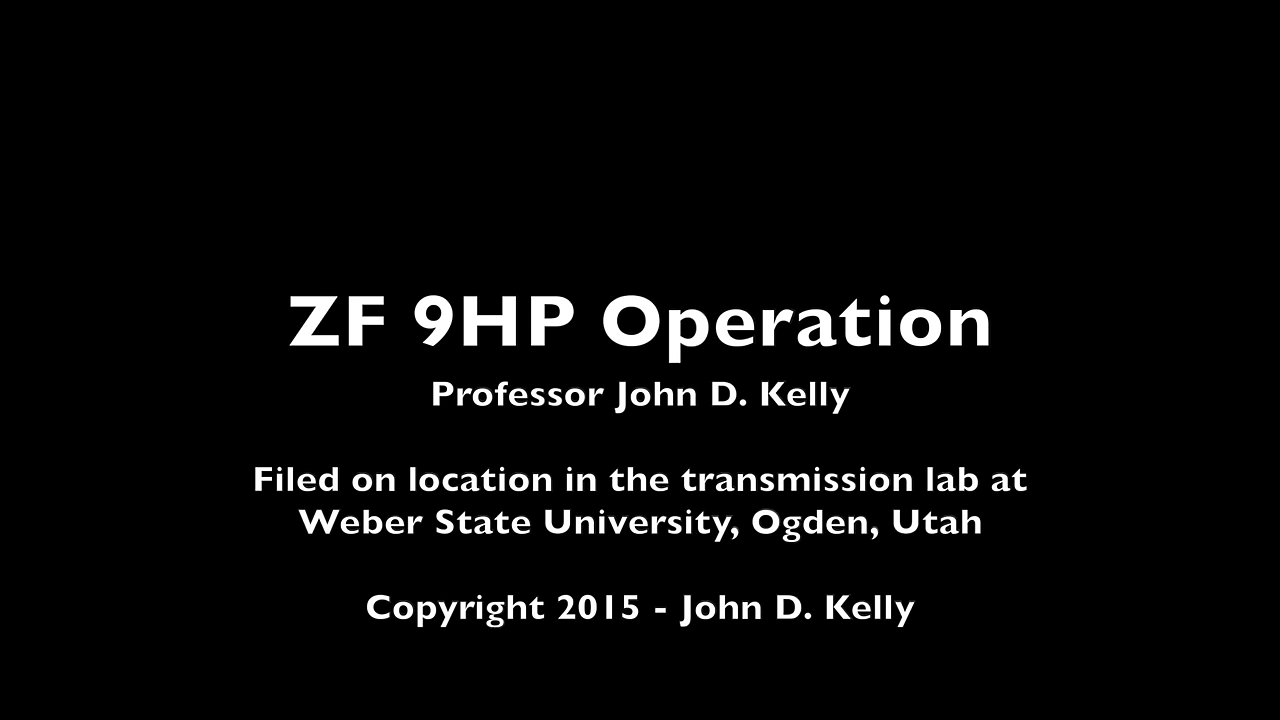 ZF 9HP Operation
Professor John D. Kelly
Filed on location in the transmission lab at
Weber State University, Ogden, Utah
Copyright 2015 - John D. Kelly